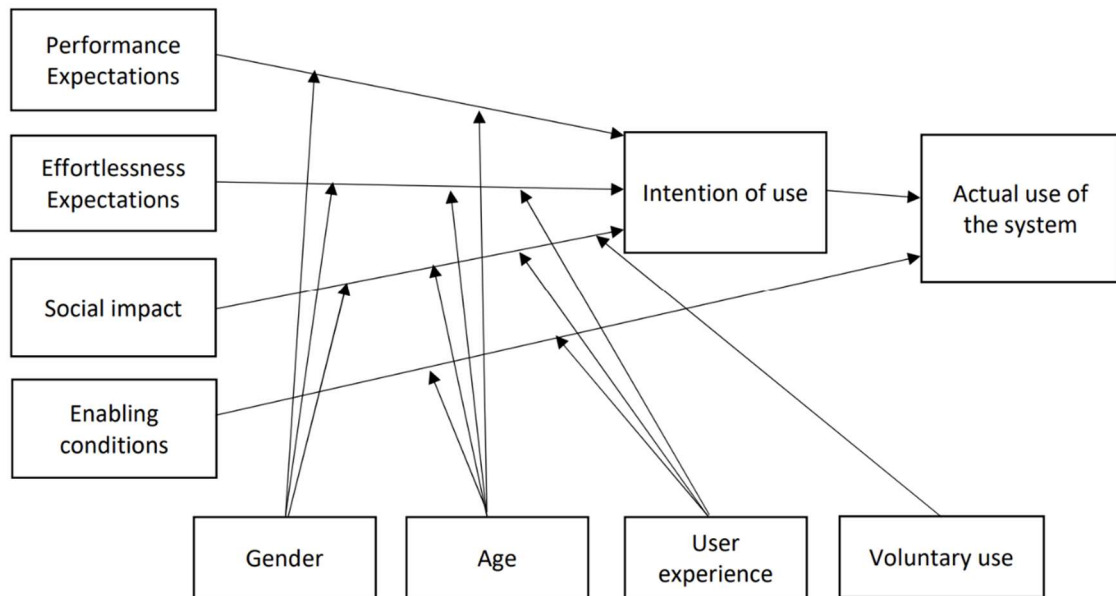 Performance
Expectations
Effortlessness
Expectations
Social impact
Enabling
conditions
Intention of use
Actual use of
the system
Gender
Age
User
experience
Voluntary use